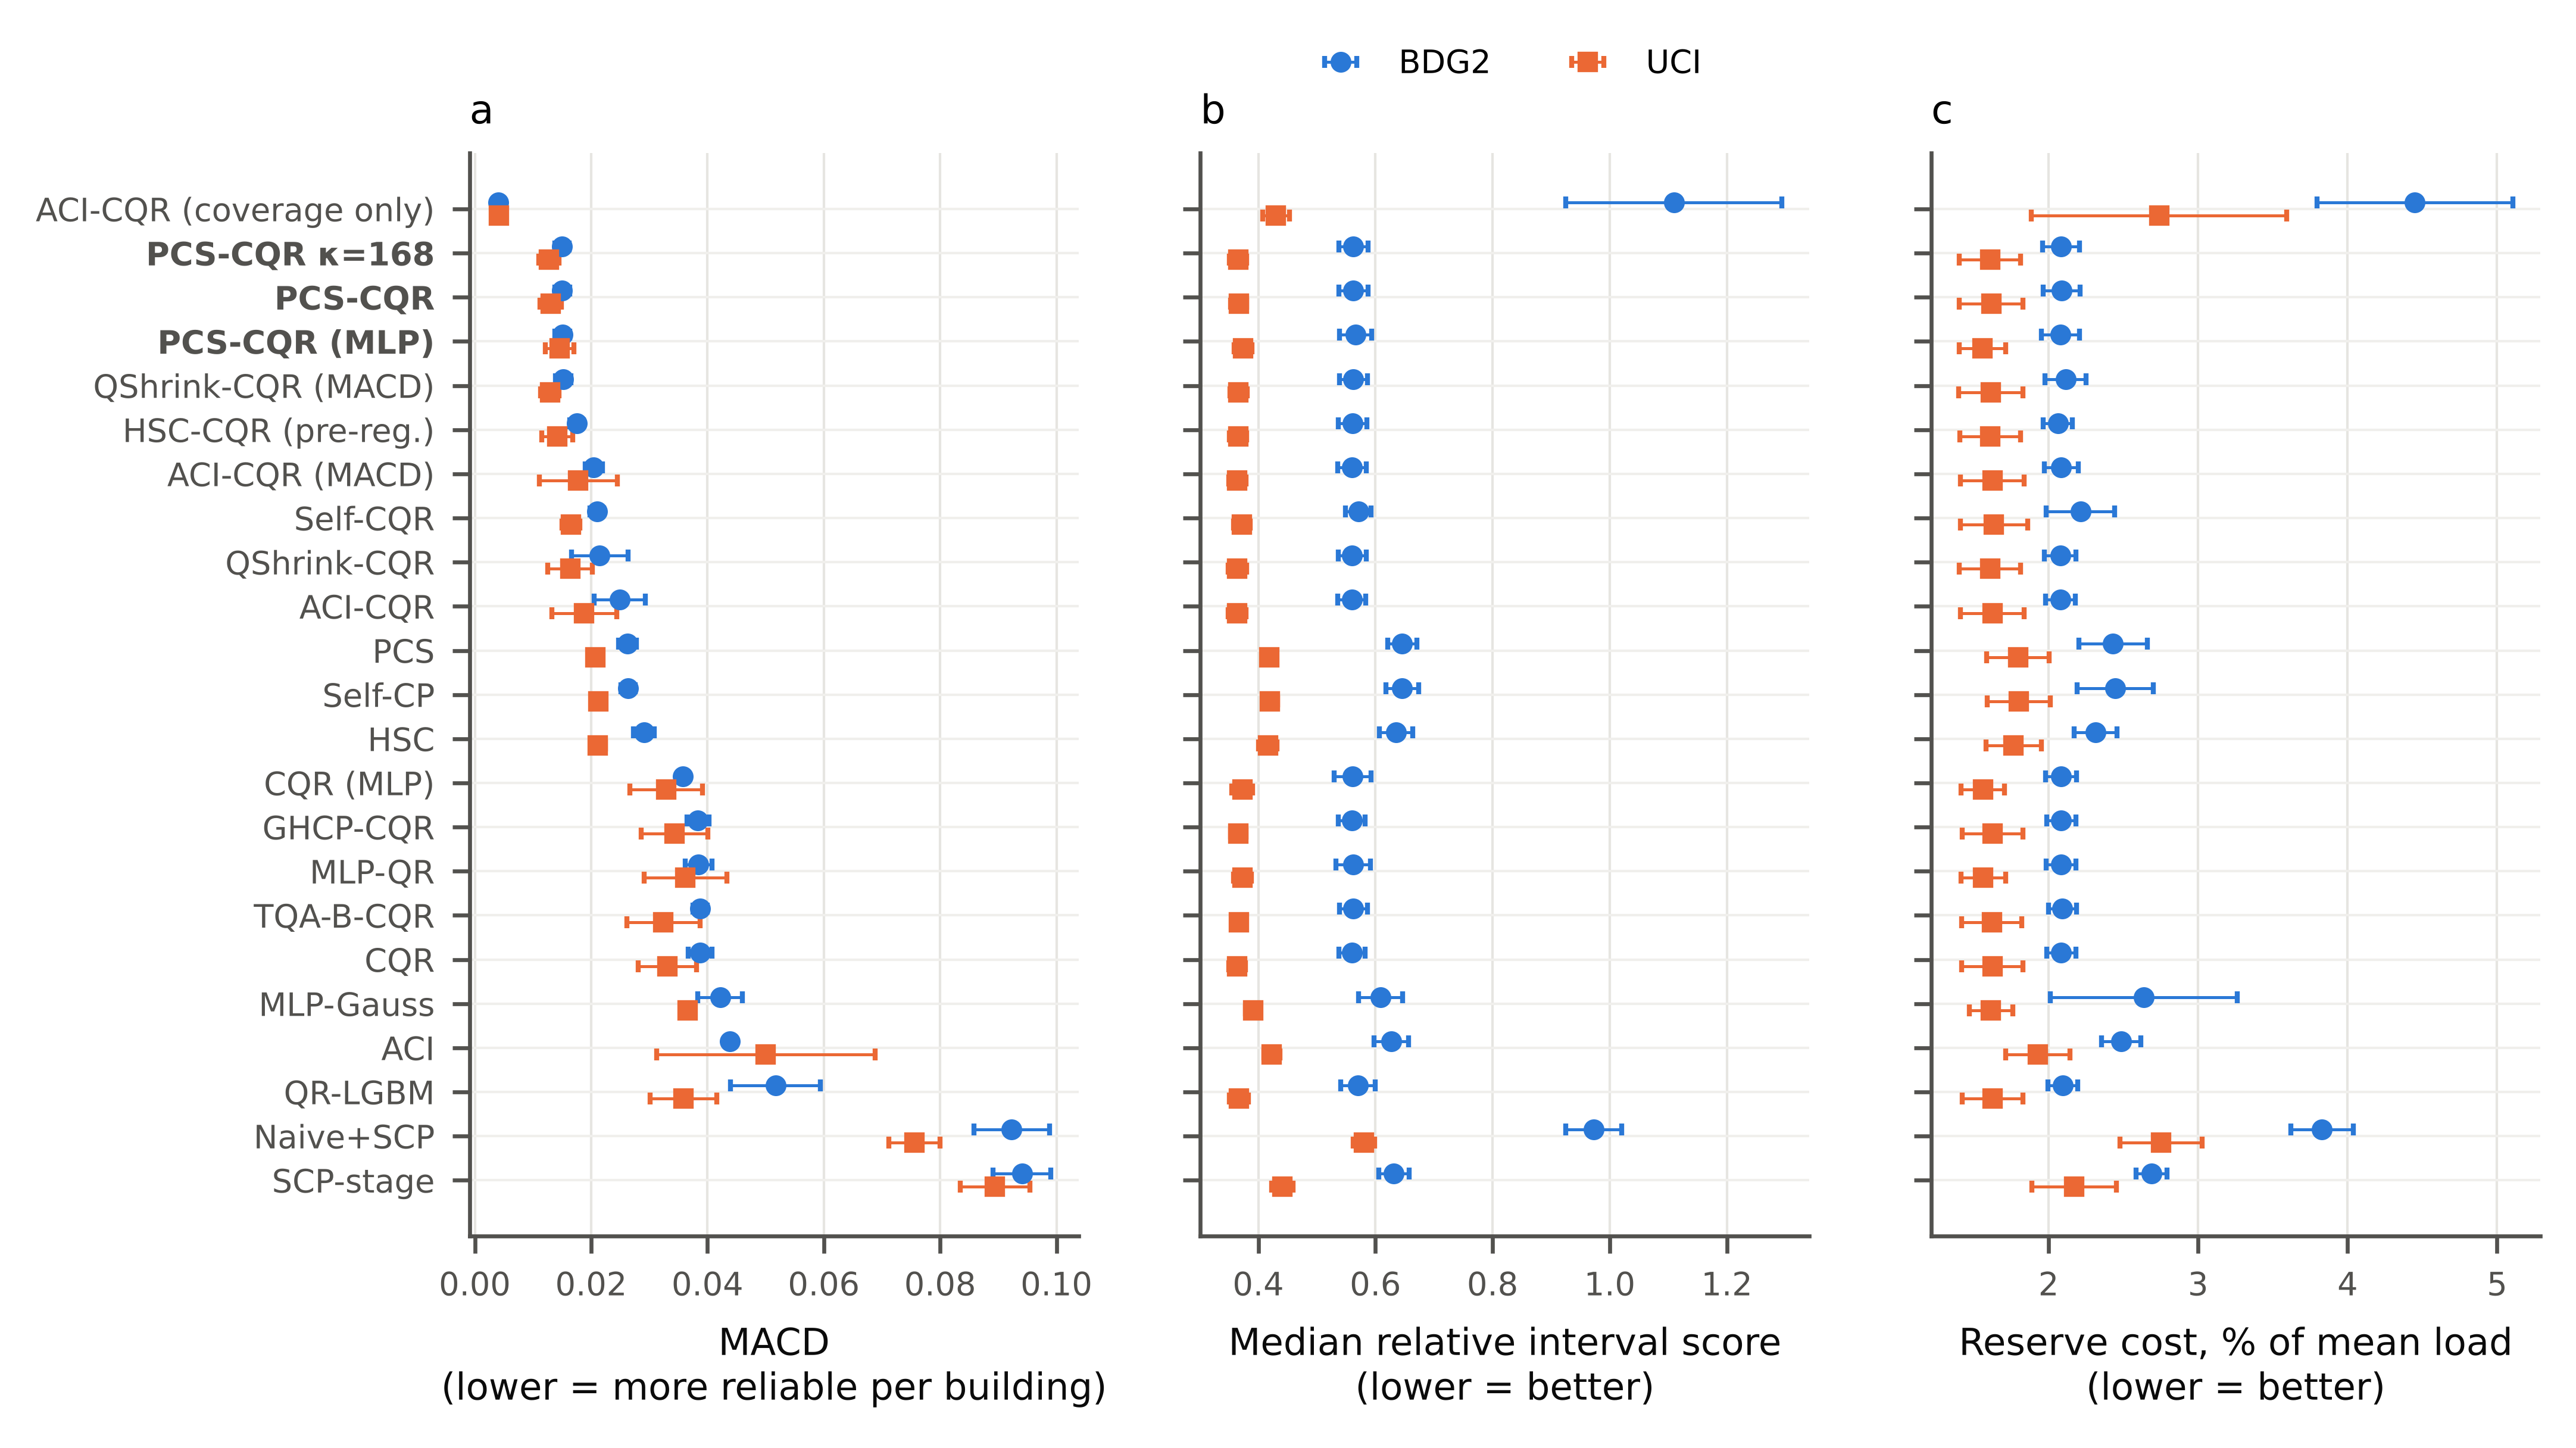 BDG2
UCI
a
b
c
ACI-CQR (coverage only)
PCS-CQR κ=168
PCS-CQR
PCS-CQR (MLP)
QShrink-CQR (MACD)
HSC-CQR (pre-reg.)
ACI-CQR (MACD)
Self-CQR
QShrink-CQR
ACI-CQR
PCS
Self-CP
HSC
CQR (MLP)
GHCP-CQR
MLP-QR
TQA-B-CQR
CQR
MLP-Gauss
ACI
QR-LGBM
Naive+SCP
SCP-stage
0.00 0.02 0.04 0.06 0.08 0.10
MACD
(lower = more reliable per building)
0.4 0.6 0.8 1.0 1.2
Median relative interval score
(lower = better)
2 3 4 5
Reserve cost, % of mean load
(lower = better)